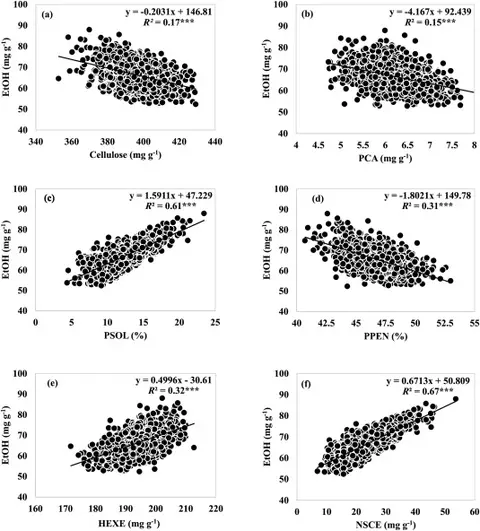 (a)
y = -0.2031x + 146.81
R² = 0.17***
EtOH (mg g⁻¹)
100
90
80
70
60
50
40
340 360 380 400 420 440
Cellulose (mg g⁻¹)
(b)
y = -4.167x + 92.439
R² = 0.15***
EtOH (mg g⁻¹)
100
90
80
70
60
50
40
4 4.5 5 5.5 6 6.5 7 7.5 8
PCA (mg g⁻¹)
(c)
y = 1.5911x + 47.229
R² = 0.61***
EtOH (mg g⁻¹)
100
90
80
70
60
50
40
0 5 10 15 20 25
PSOL (%)
(d)
y = -1.8021x + 149.78
R² = 0.31***
EtOH (mg g⁻¹)
100
90
80
70
60
50
40
40 42.5 45 47.5 50 52.5 55
PPEN (%)
(e)
y = 0.4996x - 30.61
R² = 0.32***
EtOH (mg g⁻¹)
100
90
80
70
60
50
40
160 170 180 190 200 210 220
HEXE (mg g⁻¹)
(f)
y = 0.6713x + 50.809
R² = 0.67***
EtOH (mg g⁻¹)
100
90
80
70
60
50
40
0 10 20 30 40 50 60
NSCE (mg g⁻¹)